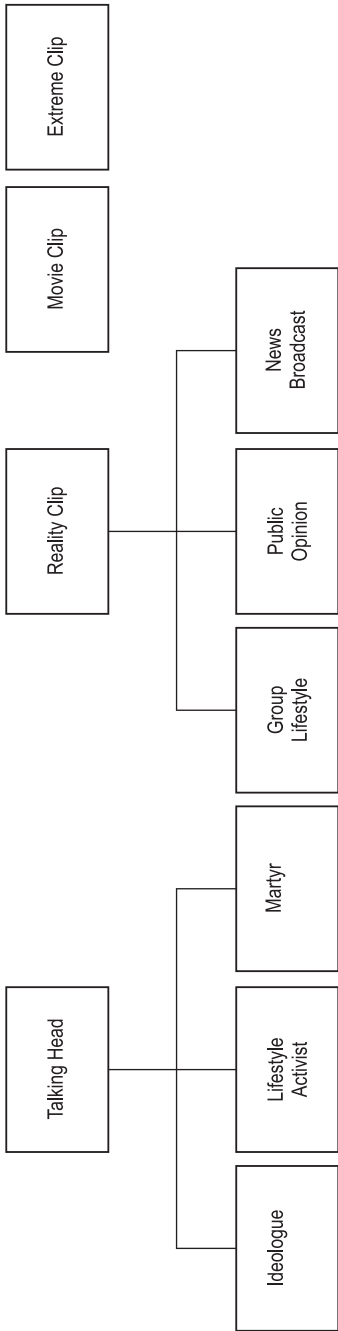 Talking Head
Reality Clip
Movie Clip
Extreme Clip
Ideologue
Lifestyle
Activist
Martyr
Group
Lifestyle
Public
Opinion
News
Broadcast